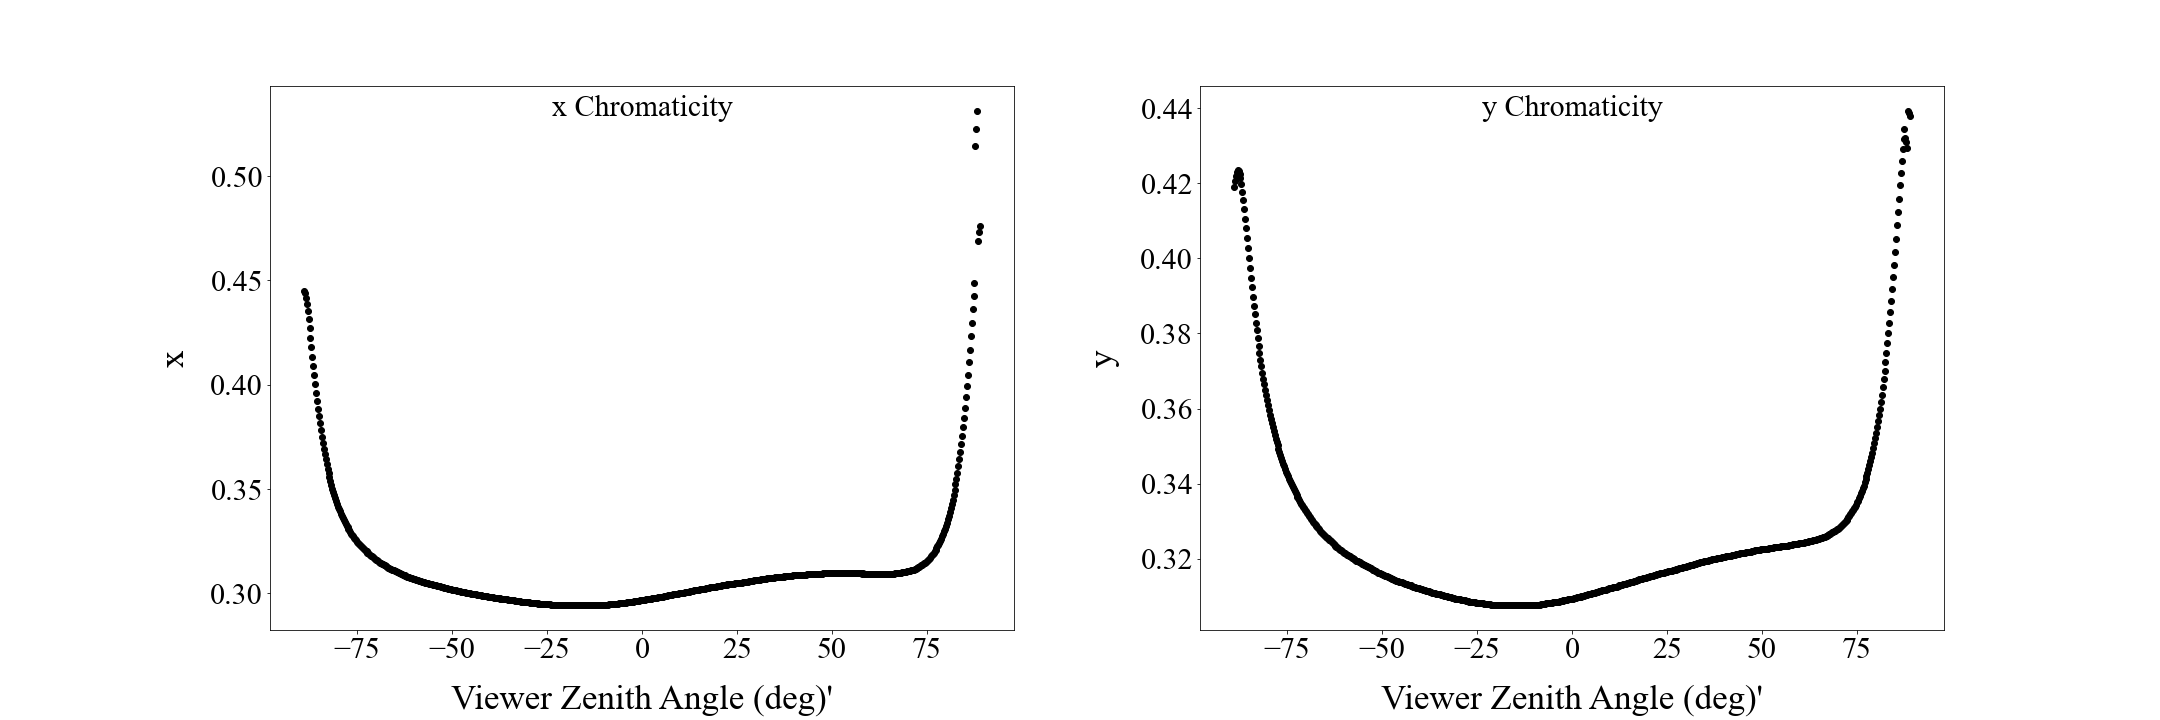 x Chromaticity
x
0.50
0.45
0.40
0.35
0.30
−75 −50 −25 0 25 50 75
Viewer Zenith Angle (deg)'
y Chromaticity
y
0.44
0.42
0.40
0.38
0.36
0.34
0.32
−75 −50 −25 0 25 50 75
Viewer Zenith Angle (deg)'